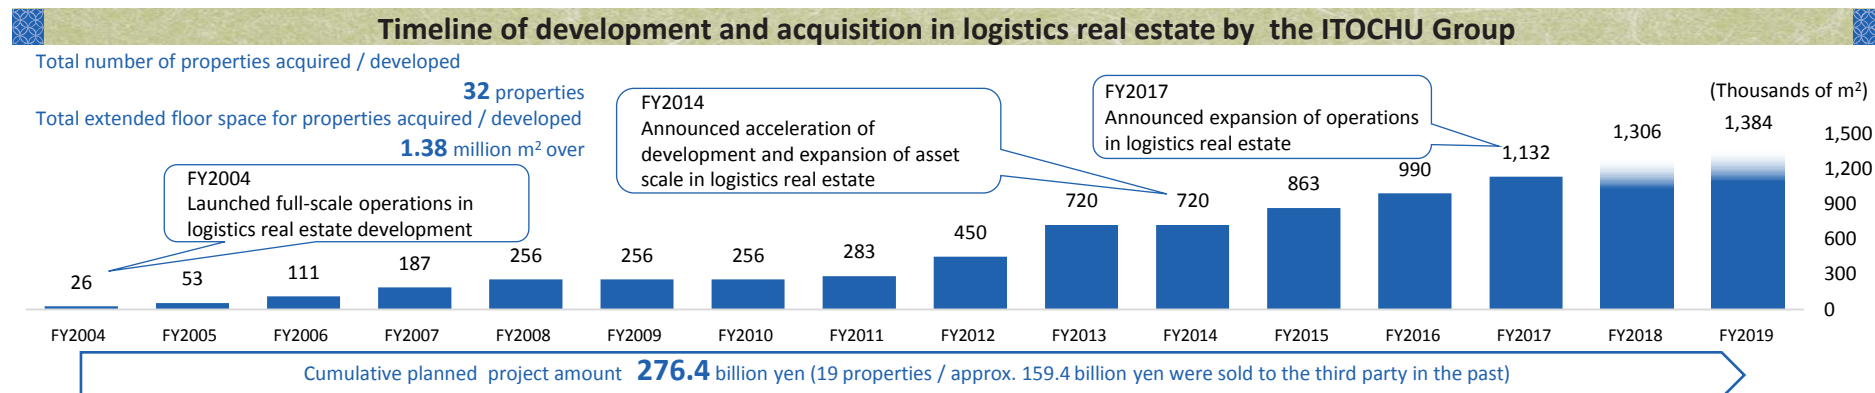 Timeline of development and acquisition in logistics real estate by the ITOCHU Group
Total number of properties acquired / developed
32 properties
Total extended floor space for properties acquired / developed
1.38 million m² over
FY2004
Launched full-scale operations in
logistics real estate development
FY2014
Announced acceleration of
development and expansion of asset
scale in logistics real estate
FY2017
Announced expansion of operations
in logistics real estate
(Thousands of m²)
1,500
1,200
900
600
300
0
26 53 111 187 256 256 256 283 450 720 720 863 990 1,132 1,306 1,384
FY2004 FY2005 FY2006 FY2007 FY2008 FY2009 FY2010 FY2011 FY2012 FY2013 FY2014 FY2015 FY2016 FY2017 FY2018 FY2019
Cumulative planned project amount 276.4 billion yen (19 properties / approx. 159.4 billion yen were sold to the third party in the past)